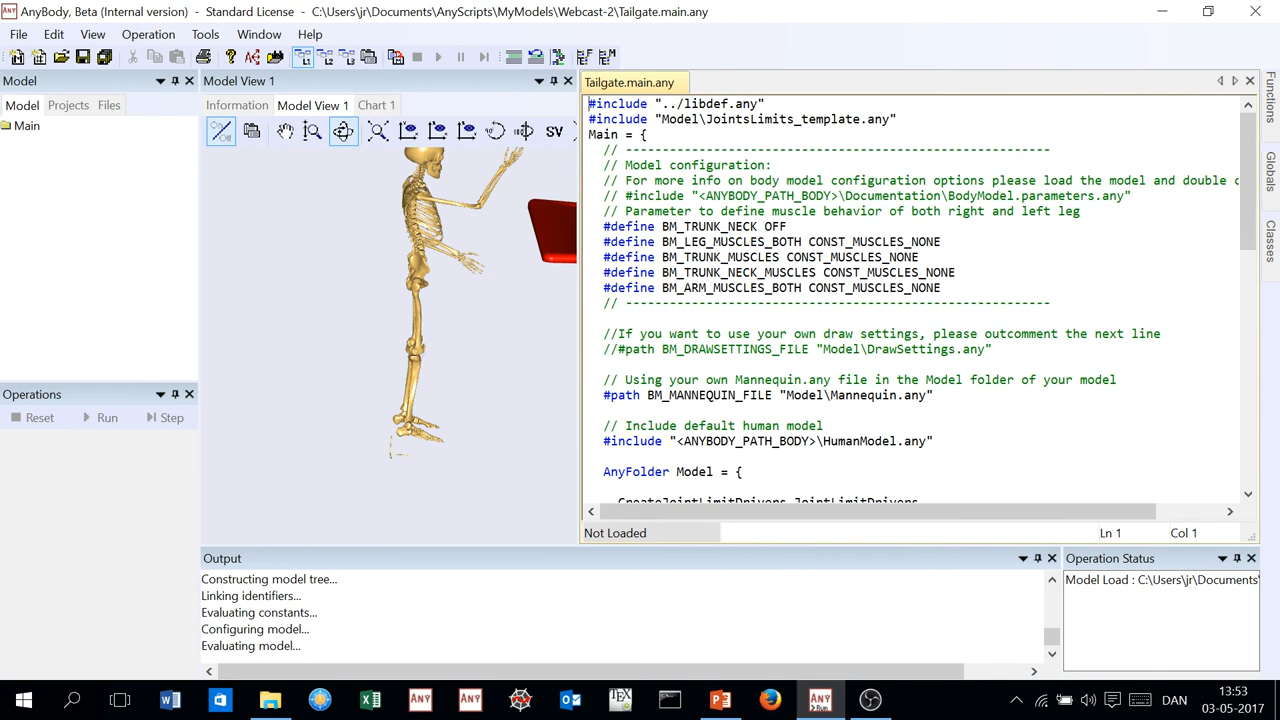 AnyBody, Beta (Internal version) - Standard License - C:\Users\jr\Documents\AnyScripts\MyModels\Webcast-2\Tailgate.main.any
File Edit View Operation Tools Window Help
Model
Model Projects Files
Main
Operations
Reset Run Step
Model View 1
Information Model View 1 Chart 1
SV
Tailgate.main.any
#include "../libdef.any"
#include "Model\JointsLimits_template.any"
Main = {
// ----------------------------------------------------------
// Model configuration:
// For more info on body model configuration options please load the model and double c
// #include "<ANYBODY_PATH_BODY>\Documentation\BodyModel.parameters.any"
// Parameter to define muscle behavior of both right and left leg
#define BM_TRUNK_NECK OFF
#define BM_LEG_MUSCLES_BOTH CONST_MUSCLES_NONE
#define BM_TRUNK_MUSCLES CONST_MUSCLES_NONE
#define BM_TRUNK_NECK_MUSCLES CONST_MUSCLES_NONE
#define BM_ARM_MUSCLES_BOTH CONST_MUSCLES_NONE
// ----------------------------------------------------------
//If you want to use your own draw settings, please outcomment the next line
//#path BM_DRAWSETTINGS_FILE "Model\DrawSettings.any"
// Using your own Mannequin.any file in the Model folder of your model
#path BM_MANNEQUIN_FILE "Model\Mannequin.any"
// Include default human model
#include "<ANYBODY_PATH_BODY>\HumanModel.any"
AnyFolder Model = {
CreateJointLimitDrivers JointLimitDrivers
Not Loaded Ln 1 Col 1
Functions
Globals
Classes
Output
Constructing model tree...
Linking identifiers...
Evaluating constants...
Configuring model...
Evaluating model...
Operation Status
Model Load : C:\Users\jr\Documents\
DAN
13:53
03-05-2017